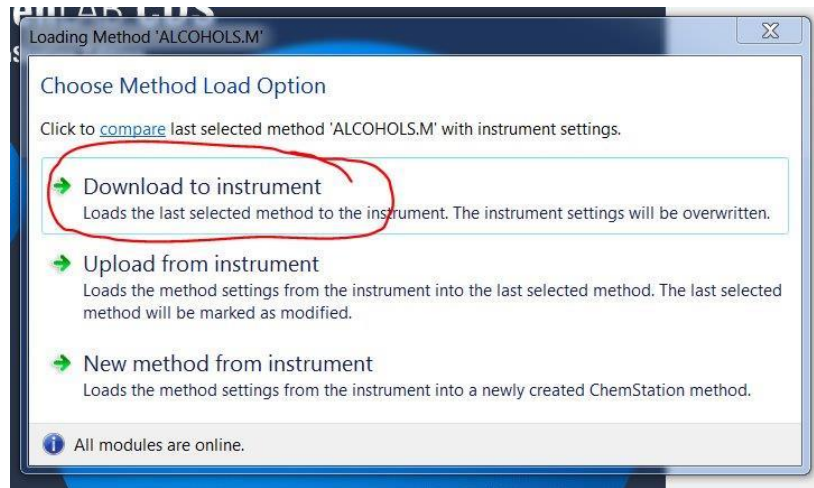 Loading Method 'ALCOHOLS.M'
Choose Method Load Option
Click to compare last selected method 'ALCOHOLS.M' with instrument settings.
Download to instrument
Loads the last selected method to the instrument. The instrument settings will be overwritten.
Upload from instrument
Loads the method settings from the instrument into the last selected method. The last selected
method will be marked as modified.
New method from instrument
Loads the method settings from the instrument into a newly created ChemStation method.
All modules are online.